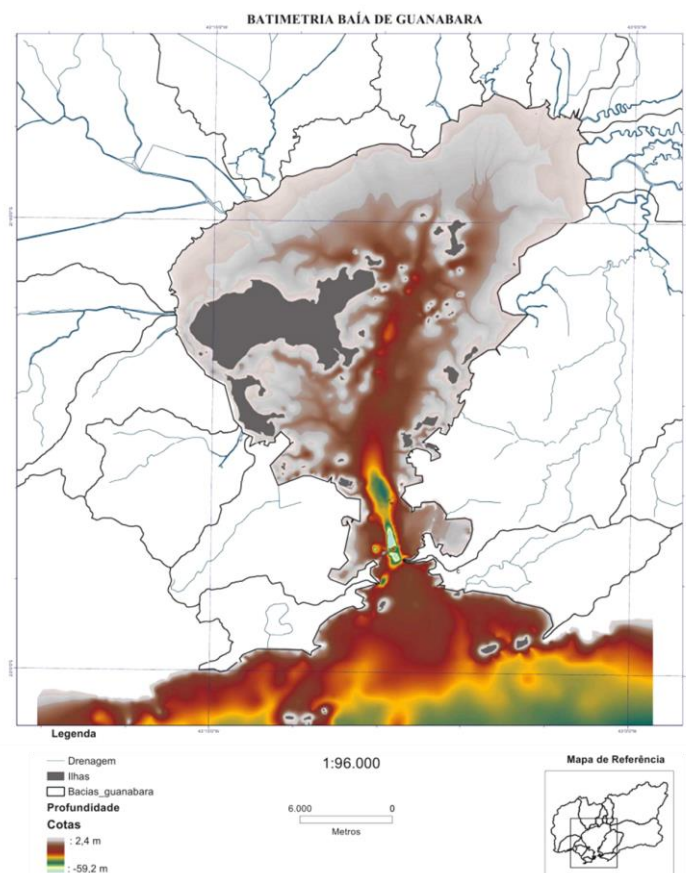 BATIMETRIA BAÍA DE GUANABARA
Legenda
Drenagem
Ilhas
Bacias_guanabara
Profundidade
Cotas
: 2,4 m
: -59,2 m
1:96.000
6.000 0
Metros
Mapa de Referência